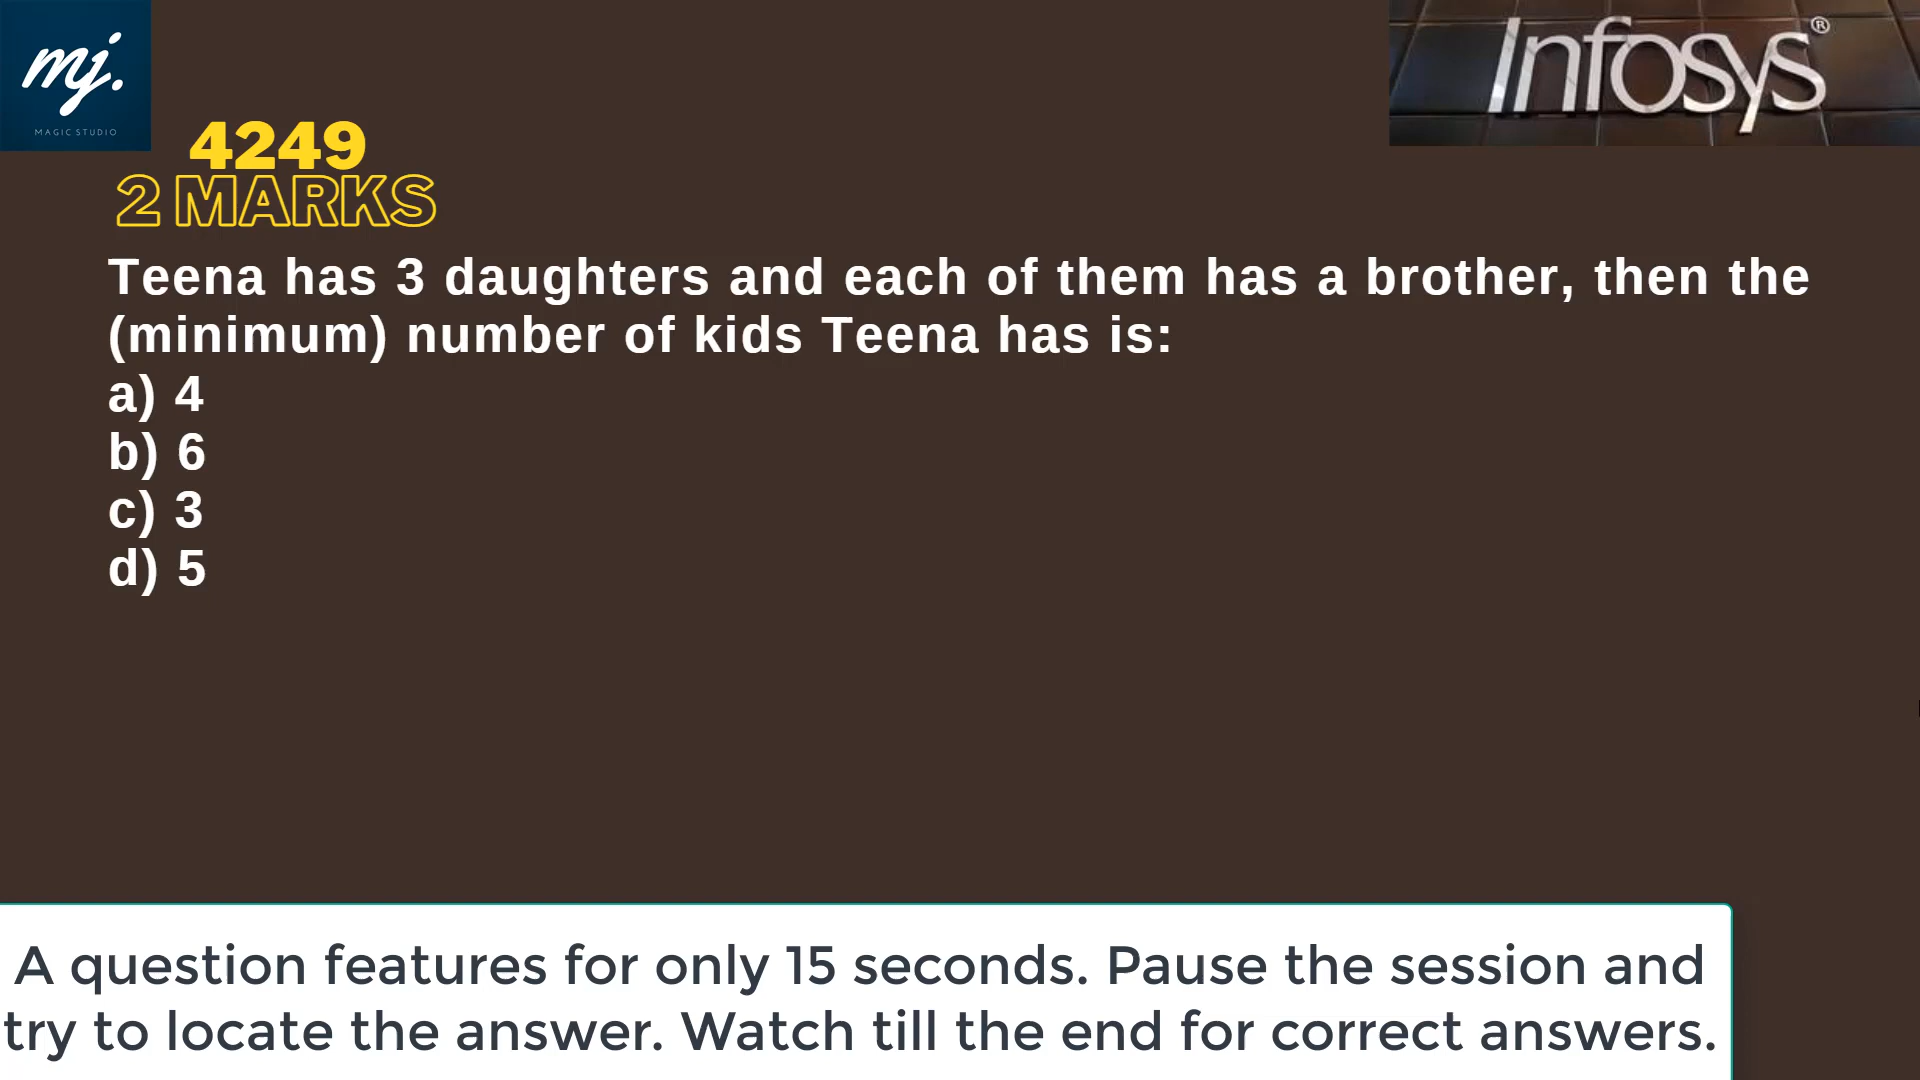 mj.
MAGIC STUDIO
Infosys®
4249
2 MARKS
Teena has 3 daughters and each of them has a brother, then the
(minimum) number of kids Teena has is:
a) 4
b) 6
c) 3
d) 5
A question features for only 15 seconds. Pause the session and
try to locate the answer. Watch till the end for correct answers.